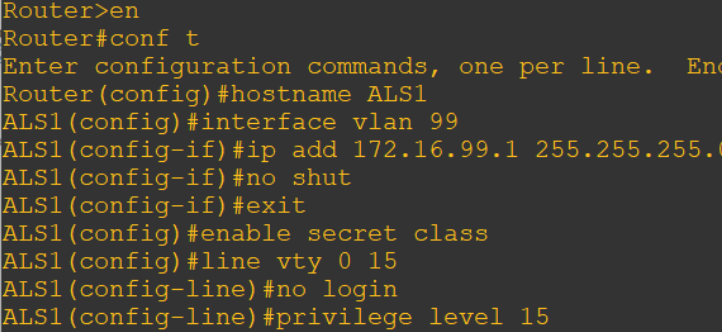 Router>en
Router#conf t
Enter configuration commands, one per line.  En
Router(config)#hostname ALS1
ALS1(config)#interface vlan 99
ALS1(config-if)#ip add 172.16.99.1 255.255.255.
ALS1(config-if)#no shut
ALS1(config-if)#exit
ALS1(config)#enable secret class
ALS1(config)#line vty 0 15
ALS1(config-line)#no login
ALS1(config-line)#privilege level 15